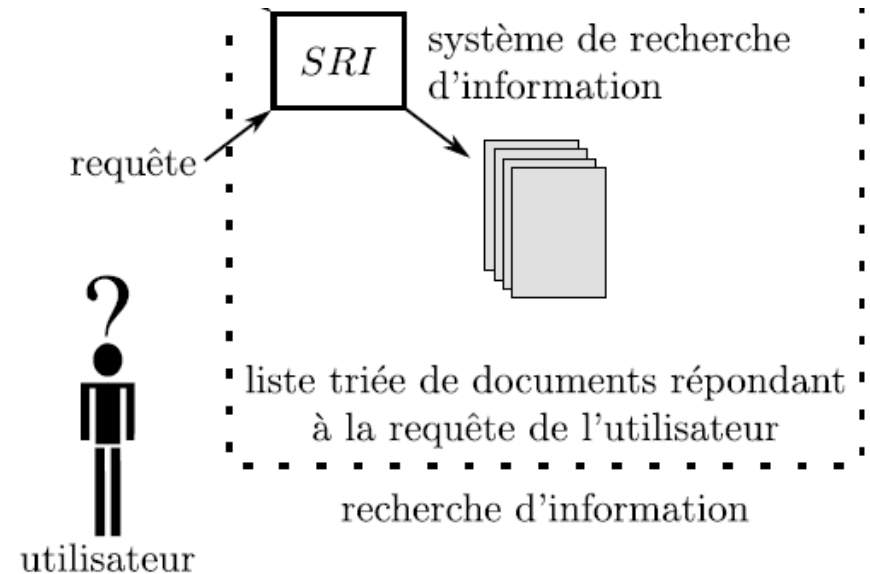 SRI
système de recherche
d'information
requête
?
liste triée de documents répondant
à la requête de l'utilisateur
recherche d'information
utilisateur